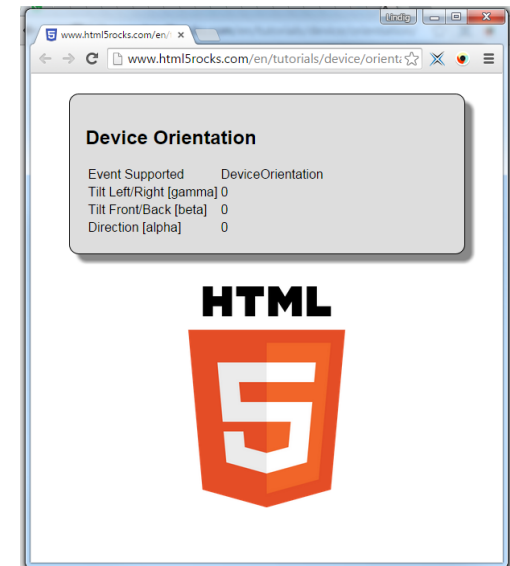 lindig
www.html5rocks.com/en/t
www.html5rocks.com/en/tutorials/device/orienta
Device Orientation
Event Supported DeviceOrientation
Tilt Left/Right [gamma] 0
Tilt Front/Back [beta] 0
Direction [alpha] 0
HTML
5